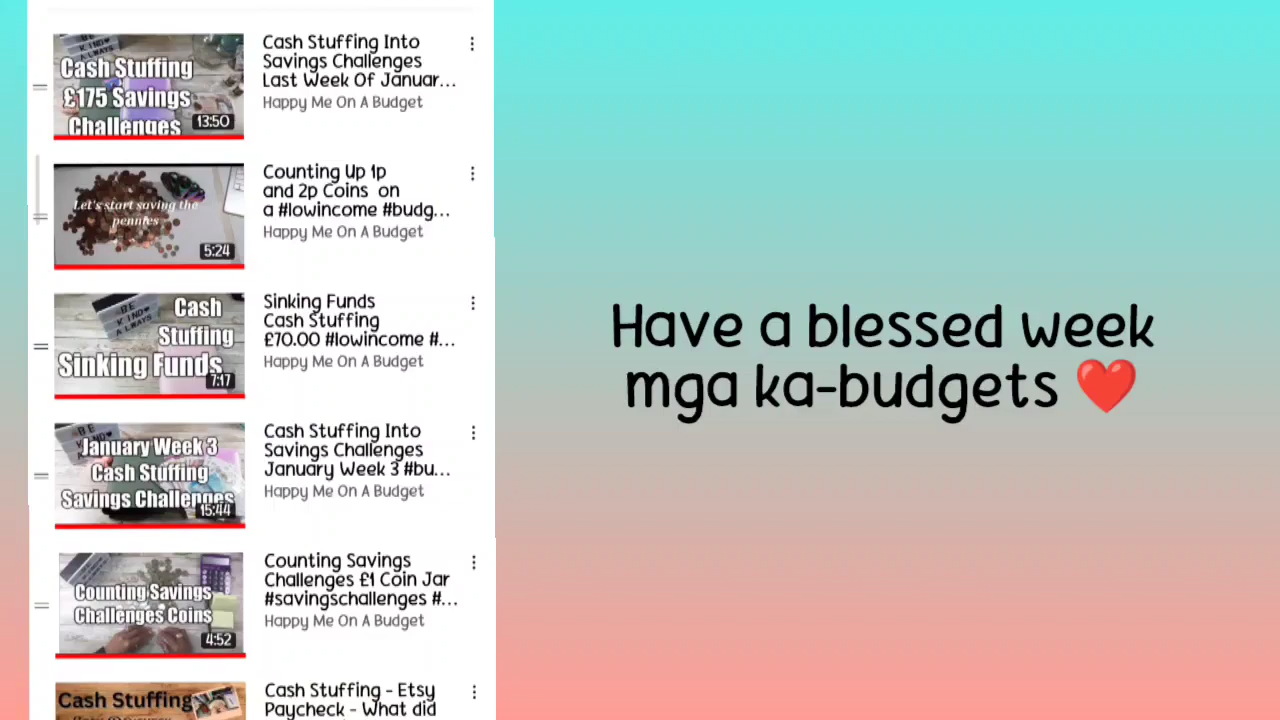 Cash Stuffing
£175 Savings
Challenges
13:50
Cash Stuffing Into
Savings Challenges
Last Week Of Januar...
Happy Me On A Budget
Let's start saving the
pennies
5:24
Counting Up 1p
and 2p Coins on
a #lowincome #budg...
Happy Me On A Budget
BE
KIND
ALWAYS
Cash
Stuffing
Sinking Funds
7:17
Sinking Funds
Cash Stuffing
£70.00 #lowincome #...
Happy Me On A Budget
January Week 3
Cash Stuffing
Savings Challenges
15:44
Cash Stuffing Into
Savings Challenges
January Week 3 #bu...
Happy Me On A Budget
Counting Savings
Challenges Coins
4:52
Counting Savings
Challenges £1 Coin Jar
#savingschallenges #...
Happy Me On A Budget
Cash Stuffing
Cash Stuffing - Etsy
Paycheck - What did
Have a blessed week
mga ka-budgets ❤️